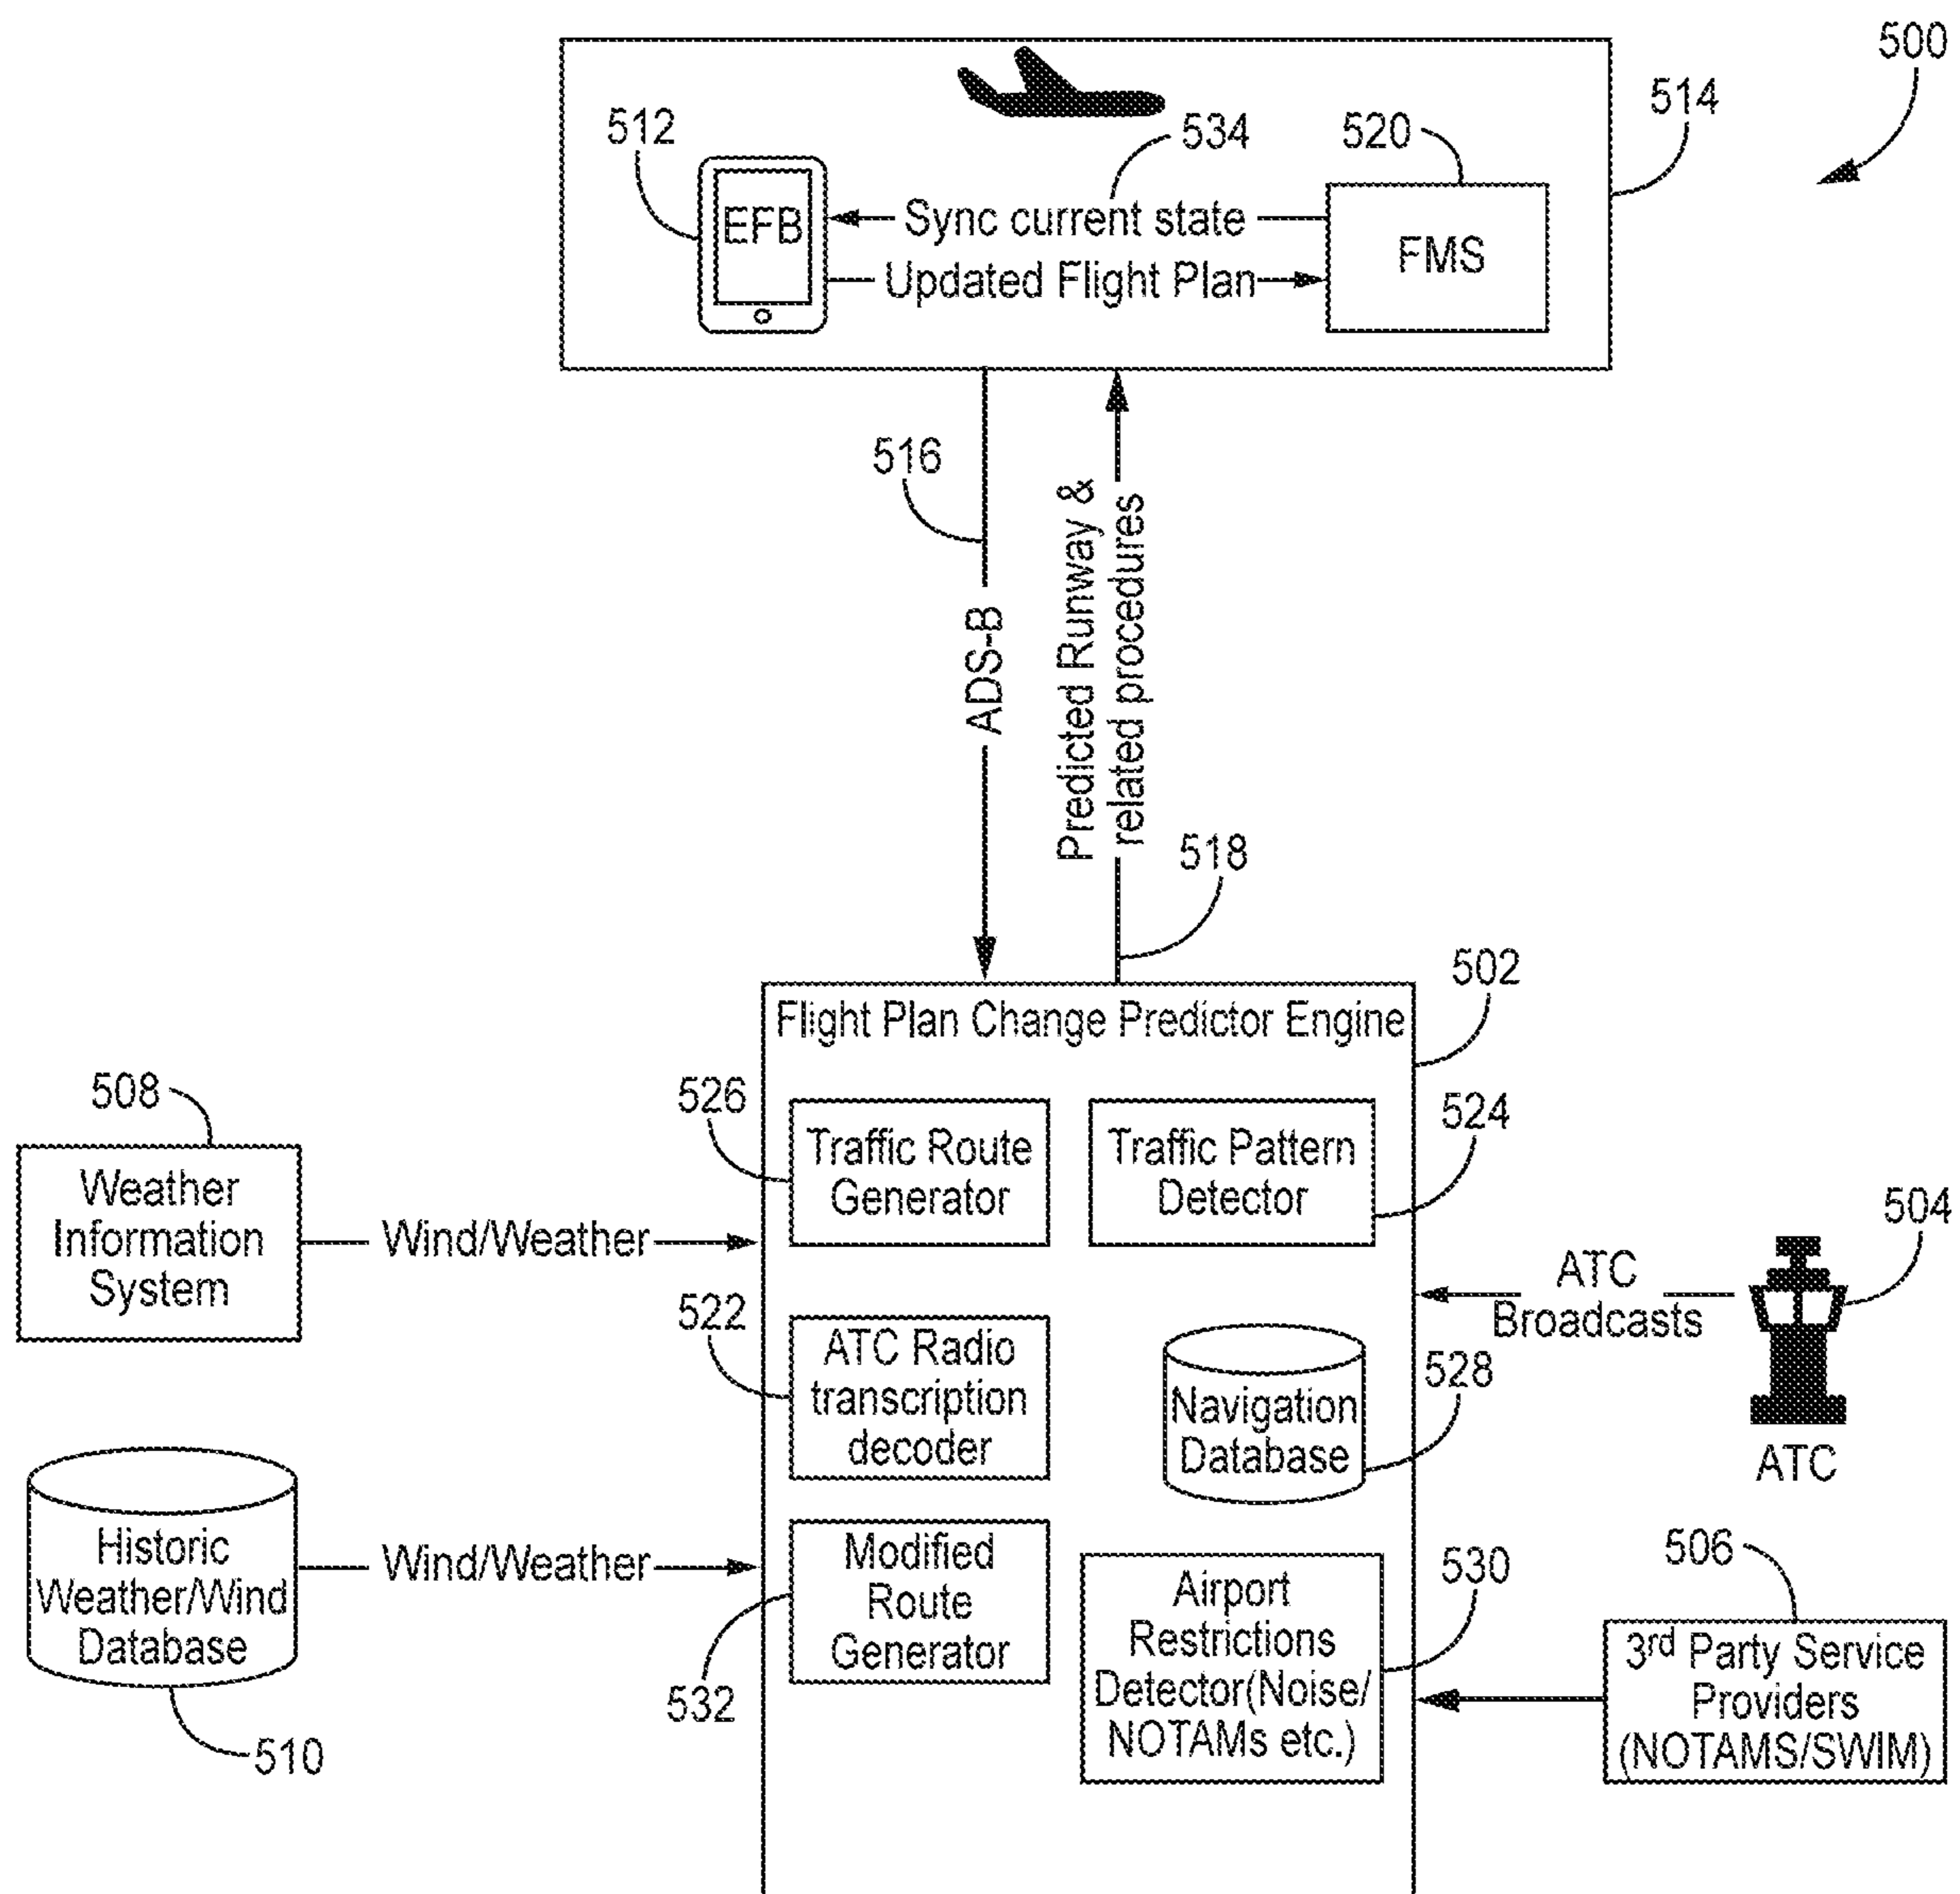 500
514
512
534
520
EFB
Sync current state
Updated Flight Plan
FMS
516
ADS-B
Predicted Runway &
related procedures
518
502
Flight Plan Change Predictor Engine
508
Weather
Information
System
Wind/Weather
526
Traffic Route
Generator
Traffic Pattern
Detector
524
504
ATC
Broadcasts
ATC
522
ATC Radio
transcription
decoder
Navigation
Database
528
Historic
Weather/Wind
Database
510
Wind/Weather
Modified
Route
Generator
532
Airport
Restrictions
Detector(Noise/
NOTAMs etc.)
530
506
3rd Party Service
Providers
(NOTAMS/SWIM)